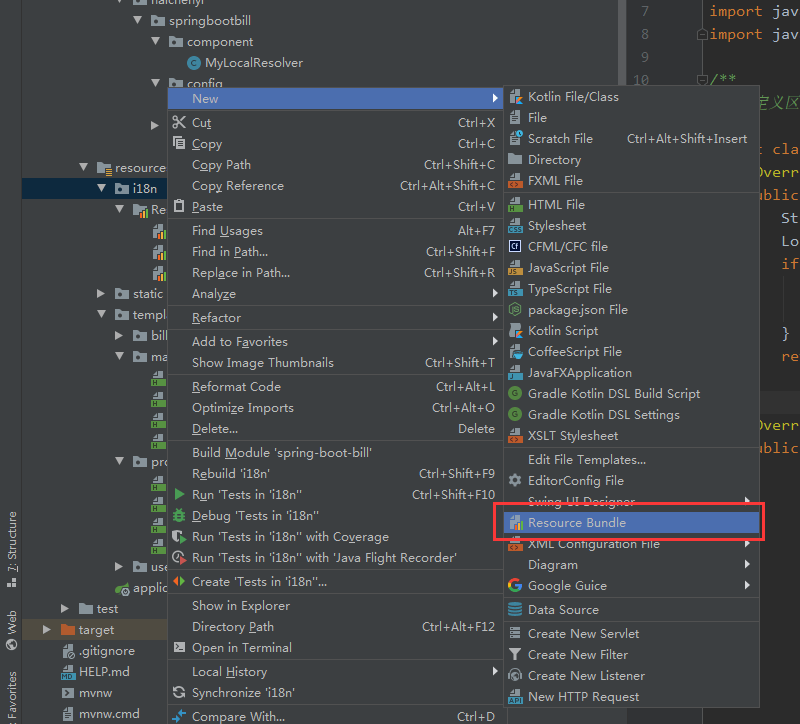 springbootbill
component
MyLocalResolver
config
resource
i18n
Re
static
templ
bill
ma
pro
use
applic
test
target
.gitignore
HELP.md
mvnw
mvnw.cmd
7: Structure
Web
Favorites
New
Cut Ctrl+X
Copy Ctrl+C
Copy Path Ctrl+Shift+C
Copy Reference Ctrl+Alt+Shift+C
Paste Ctrl+V
Find Usages Alt+F7
Find in Path... Ctrl+Shift+F
Replace in Path... Ctrl+Shift+R
Analyze
Refactor
Add to Favorites
Show Image Thumbnails Ctrl+Shift+T
Reformat Code Ctrl+Alt+L
Optimize Imports Ctrl+Alt+O
Delete... Delete
Build Module 'spring-boot-bill'
Rebuild 'i18n' Ctrl+Shift+F9
Run 'Tests in 'i18n'' Ctrl+Shift+F10
Debug 'Tests in 'i18n''
Run 'Tests in 'i18n'' with Coverage
Run 'Tests in 'i18n'' with 'Java Flight Recorder'
Create 'Tests in 'i18n''...
Show in Explorer
Directory Path Ctrl+Alt+F12
Open in Terminal
Local History
Synchronize 'i18n'
Compare With... Ctrl+D
Kotlin File/Class
File
Scratch File Ctrl+Alt+Shift+Insert
Directory
FXML File
HTML File
Stylesheet
CFML/CFC file
JavaScript File
TypeScript File
package.json File
Kotlin Script
CoffeeScript File
JavaFXApplication
Gradle Kotlin DSL Build Script
Gradle Kotlin DSL Settings
XSLT Stylesheet
Edit File Templates...
EditorConfig File
Swing UI Designer
Resource Bundle
XML Configuration File
Diagram
Google Guice
Data Source
Create New Servlet
Create New Filter
Create New Listener
New HTTP Request
7 import jav
8 import jav
9
10 /**
定义区
t cla
Overr
public
St
Lo
if
}
re
Overr
public